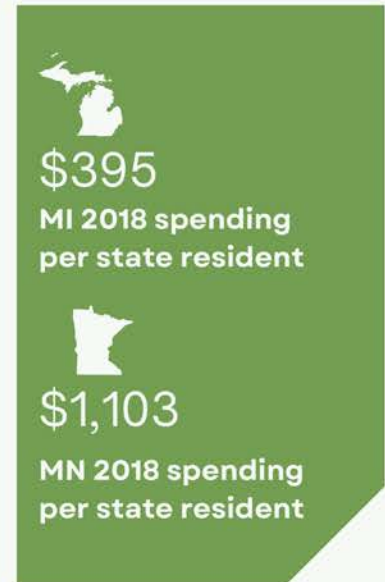 $395
MI 2018 spending
per state resident
$1,103
MN 2018 spending
per state resident